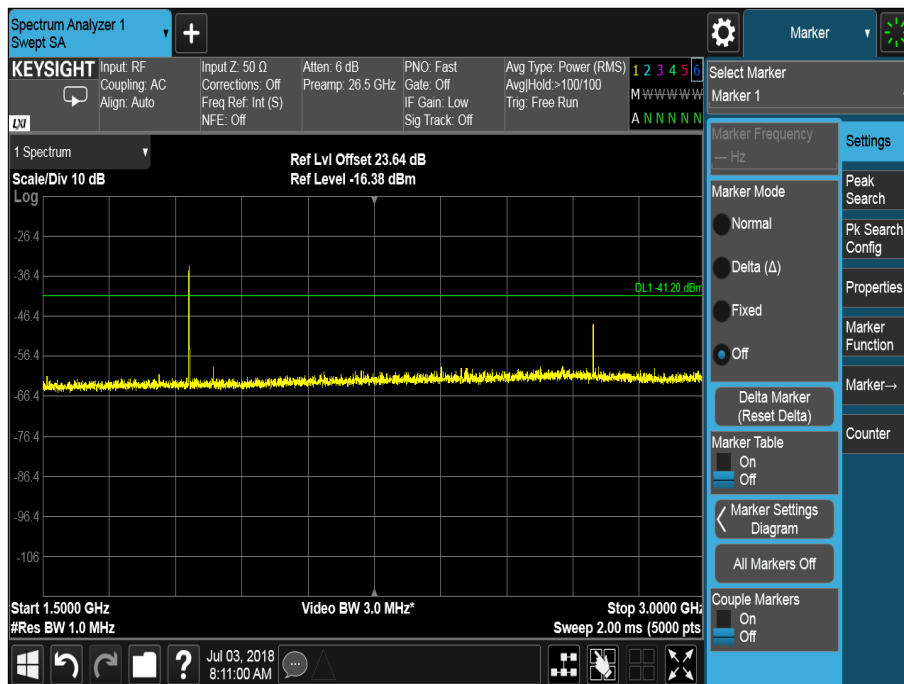 Spectrum Analyzer 1
Swept SA
Marker
KEYSIGHT
LXI
Input: RF
Coupling: AC
Align: Auto
Input Z: 50 Ω
Corrections: Off
Freq Ref: Int (S)
NFE: Off
Atten: 6 dB
Preamp: 26.5 GHz
PNO: Fast
Gate: Off
IF Gain: Low
Sig Track: Off
Avg Type: Power (RMS)
Avg|Hold:>100/100
Trig: Free Run
1 2 3 4 5 6
M W W W W W
A N N N N N
Select Marker
Marker 1
1 Spectrum
Scale/Div 10 dB
Log
Ref Lvl Offset 23.64 dB
Ref Level -16.38 dBm
-26.4
-36.4
-46.4
-56.4
-66.4
-76.4
-86.4
-96.4
-106
DL1 -41.20 dBm
Start 1.5000 GHz
#Res BW 1.0 MHz
Video BW 3.0 MHz*
Stop 3.0000 GHz
Sweep 2.00 ms (5000 pts
Marker Frequency
--- Hz
Marker Mode
Normal
Delta (Δ)
Fixed
Off
Delta Marker
(Reset Delta)
Marker Table
On
Off
Marker Settings
Diagram
All Markers Off
Couple Markers
On
Off
Settings
Peak
Search
Pk Search
Config
Properties
Marker
Function
Marker→
Counter
?
Jul 03, 2018
8:11:00 AM